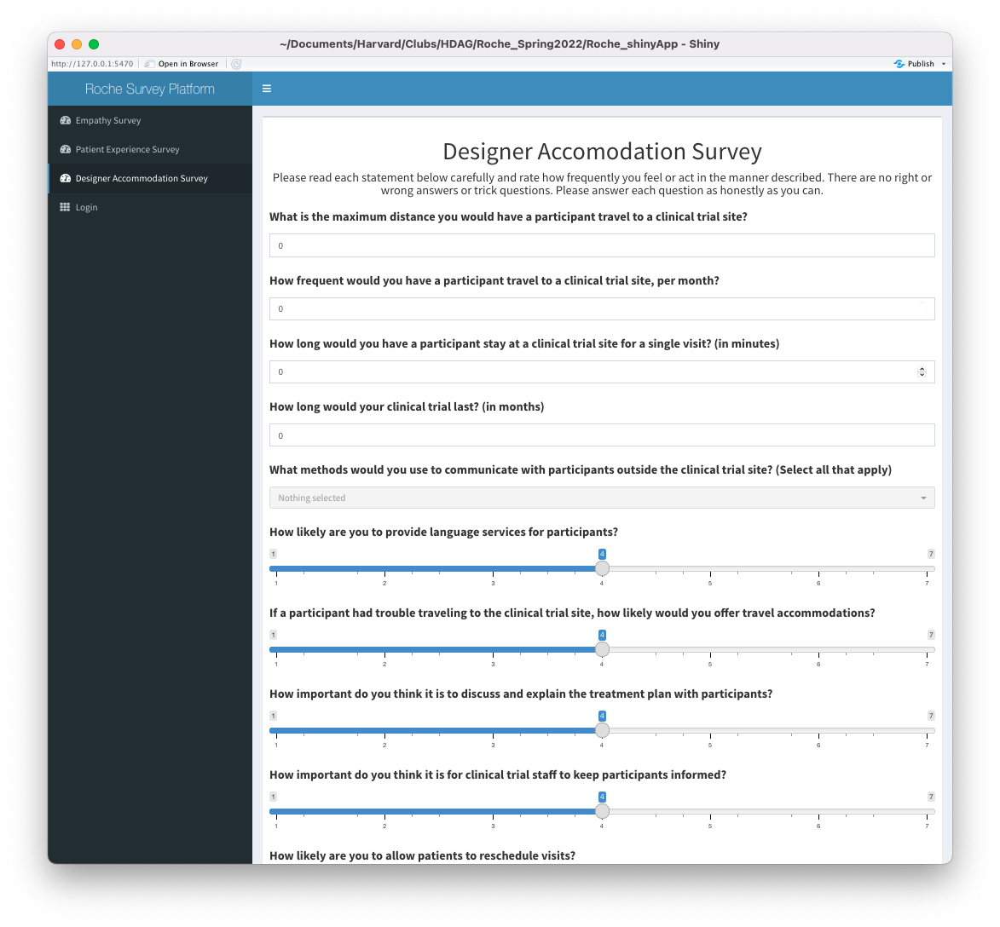 ~/Documents/Harvard/Clubs/HDAG/Roche_Spring2022/Roche_shinyApp - Shiny
http://127.0.0.1:5470 Open in Browser Publish
Roche Survey Platform
Empathy Survey
Patient Experience Survey
Designer Accommodation Survey
Login
Designer Accomodation Survey
Please read each statement below carefully and rate how frequently you feel or act in the manner described. There are no right or
wrong answers or trick questions. Please answer each question as honestly as you can.
What is the maximum distance you would have a participant travel to a clinical trial site?
0
How frequent would you have a participant travel to a clinical trial site, per month?
0
How long would you have a participant stay at a clinical trial site for a single visit? (in minutes)
0
How long would your clinical trial last? (in months)
0
What methods would you use to communicate with participants outside the clinical trial site? (Select all that apply)
Nothing selected
How likely are you to provide language services for participants?
1 4 7
1 2 3 4 5 6 7
If a participant had trouble traveling to the clinical trial site, how likely would you offer travel accommodations?
1 4 7
1 2 3 4 5 6 7
How important do you think it is to discuss and explain the treatment plan with participants?
1 4 7
1 2 3 4 5 6 7
How important do you think it is for clinical trial staff to keep participants informed?
1 4 7
1 2 3 4 5 6 7
How likely are you to allow patients to reschedule visits?